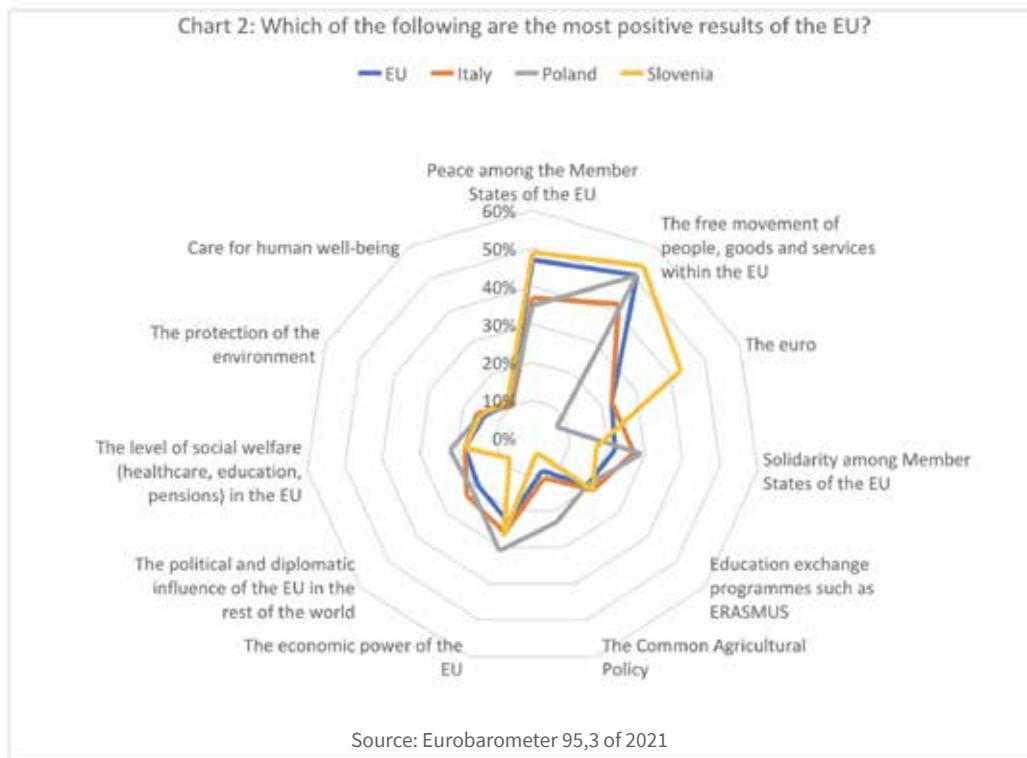 Chart 2: Which of the following are the most positive results of the EU?
EU Italy Poland Slovenia
Peace among the Member
States of the EU
60%
50%
40%
30%
20%
10%
0%
The free movement of
people, goods and services
within the EU
The euro
Solidarity among Member
States of the EU
Education exchange
programmes such as
ERASMUS
The Common Agricultural
Policy
The economic power of the
EU
The political and diplomatic
influence of the EU in the
rest of the world
The level of social welfare
(healthcare, education,
pensions) in the EU
The protection of the
environment
Care for human well-being
Source: Eurobarometer 95,3 of 2021